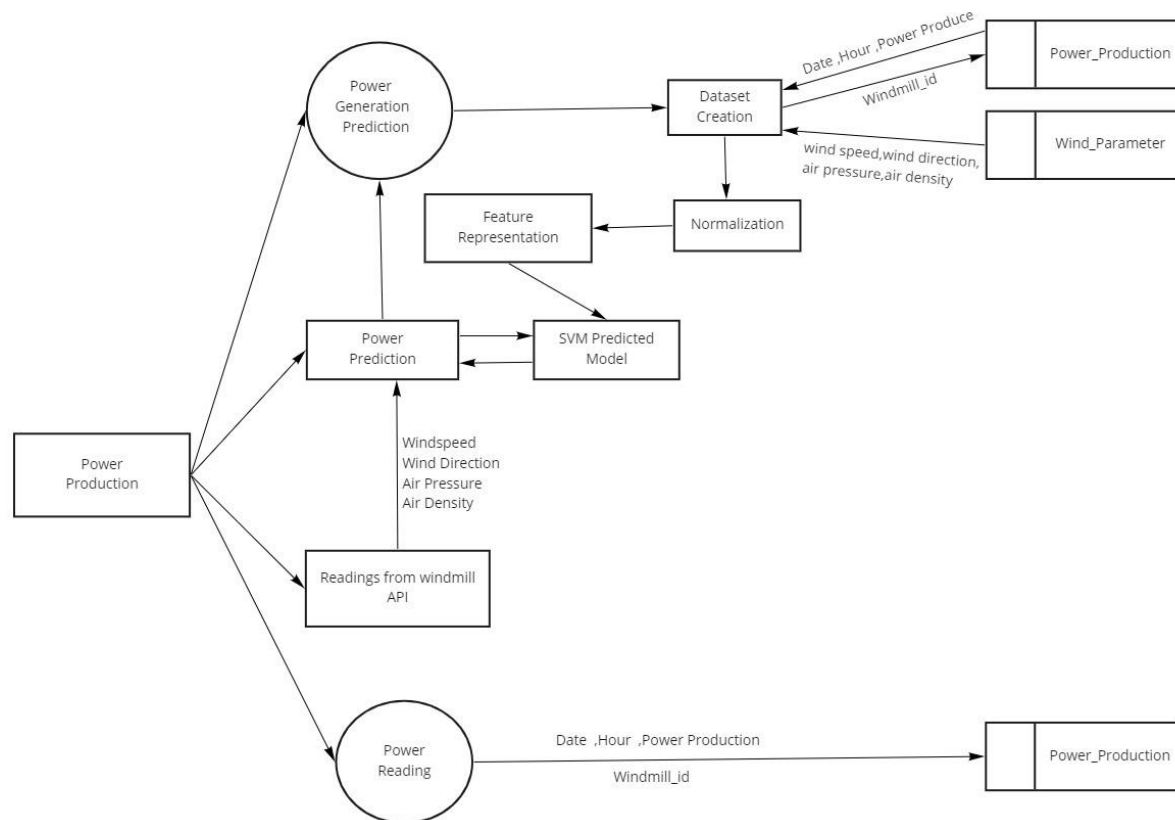 Power
Generation
Prediction
Date ,Hour ,Power Produce
Windmill_id
Dataset
Creation
Power_Production
Wind_Parameter
wind speed,wind direction,
air pressure,air density
Feature
Representation
Normalization
Power
Prediction
SVM Predicted
Model
Power
Production
Windspeed
Wind Direction
Air Pressure
Air Density
Readings from windmill
API
Power
Reading
Date ,Hour ,Power Production
Windmill_id
Power_Production